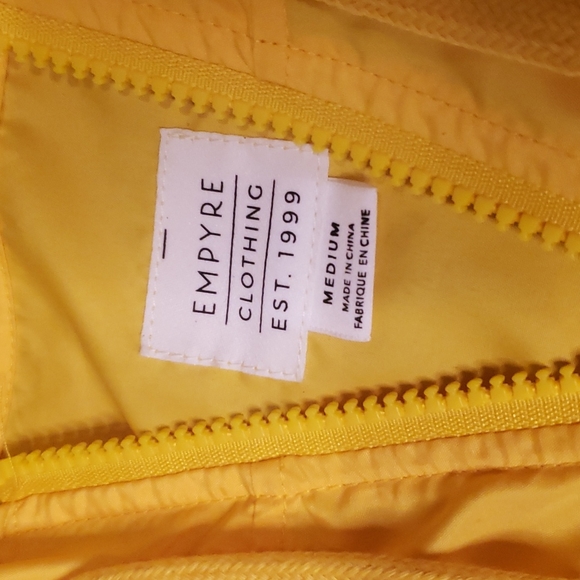 EMPYRE
CLOTHING
EST. 1999
MEDIUM
MADE IN CHINA
FABRIQUE EN CHINE